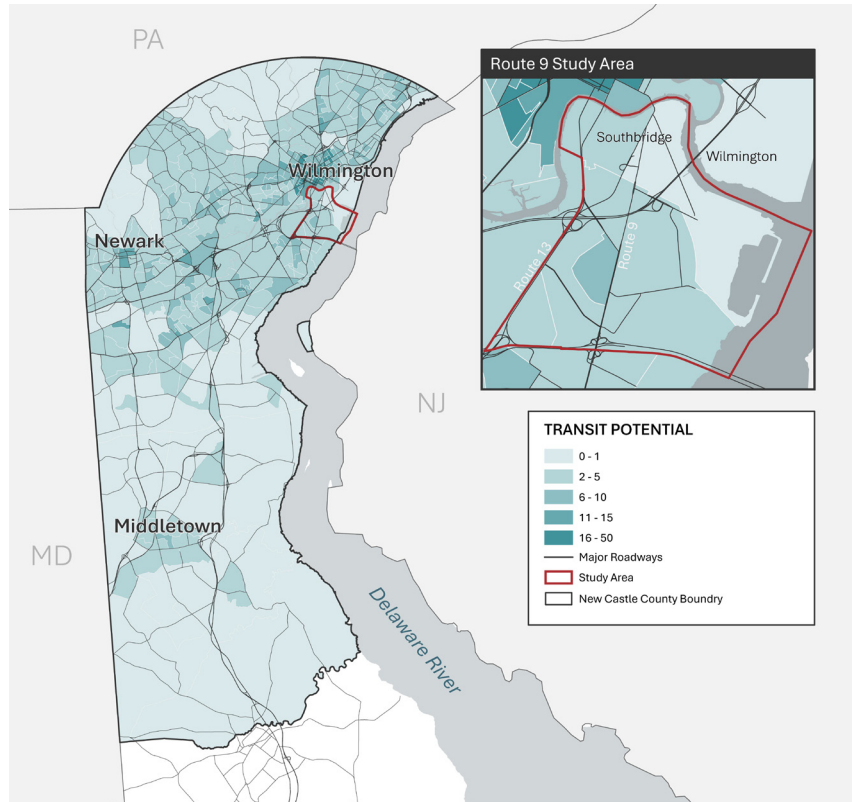 PA
Route 9 Study Area
Southbridge
Wilmington
Wilmington
Newark
Route 13
Route 9
NJ
TRANSIT POTENTIAL
0 - 1
2 - 5
6 - 10
11 - 15
16 - 50
Major Roadways
Study Area
New Castle County Boundry
Middletown
MD
Delaware River